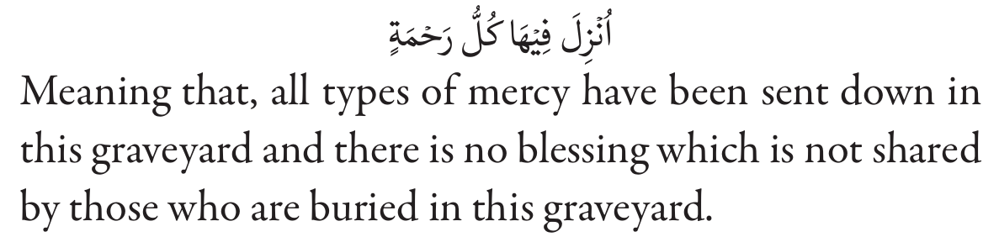 اُنْزِلَ فِيْهَا كُلُّ رَحْمَةٍ
Meaning that, all types of mercy have been sent down in
this graveyard and there is no blessing which is not shared
by those who are buried in this graveyard.